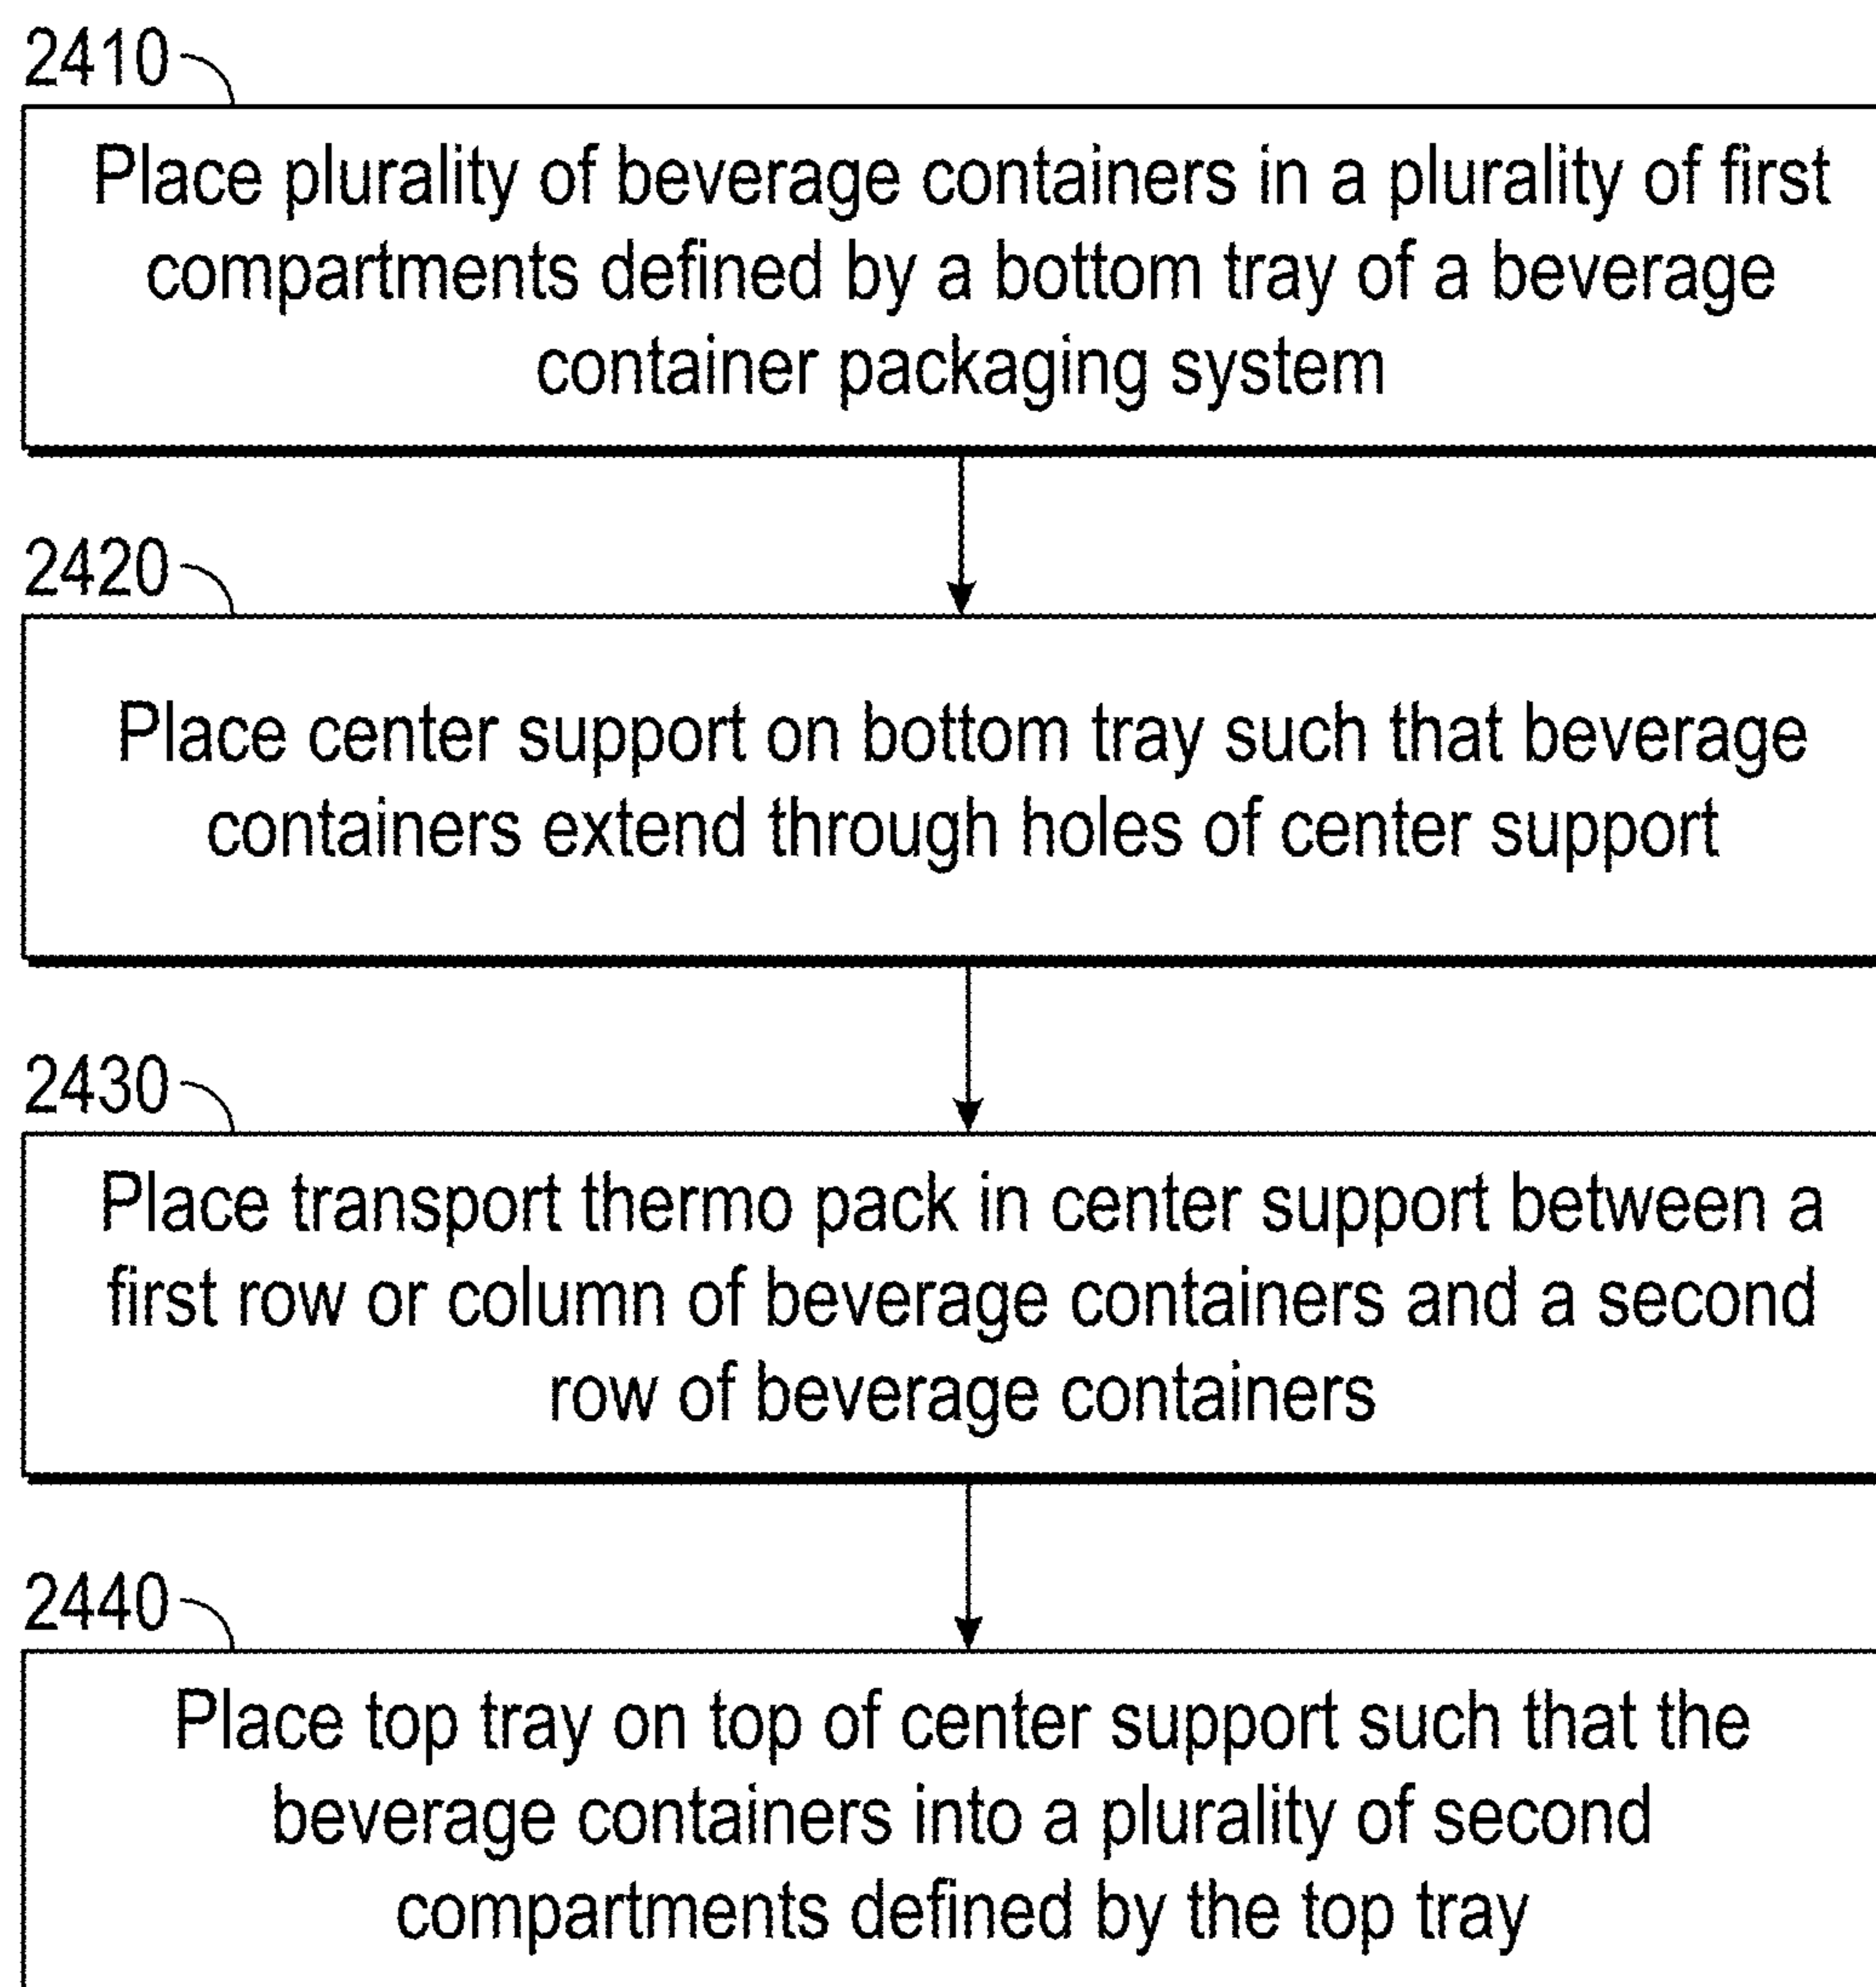 2410
Place plurality of beverage containers in a plurality of first
compartments defined by a bottom tray of a beverage
container packaging system
2420
Place center support on bottom tray such that beverage
containers extend through holes of center support
2430
Place transport thermo pack in center support between a
first row or column of beverage containers and a second
row of beverage containers
2440
Place top tray on top of center support such that the
beverage containers into a plurality of second
compartments defined by the top tray